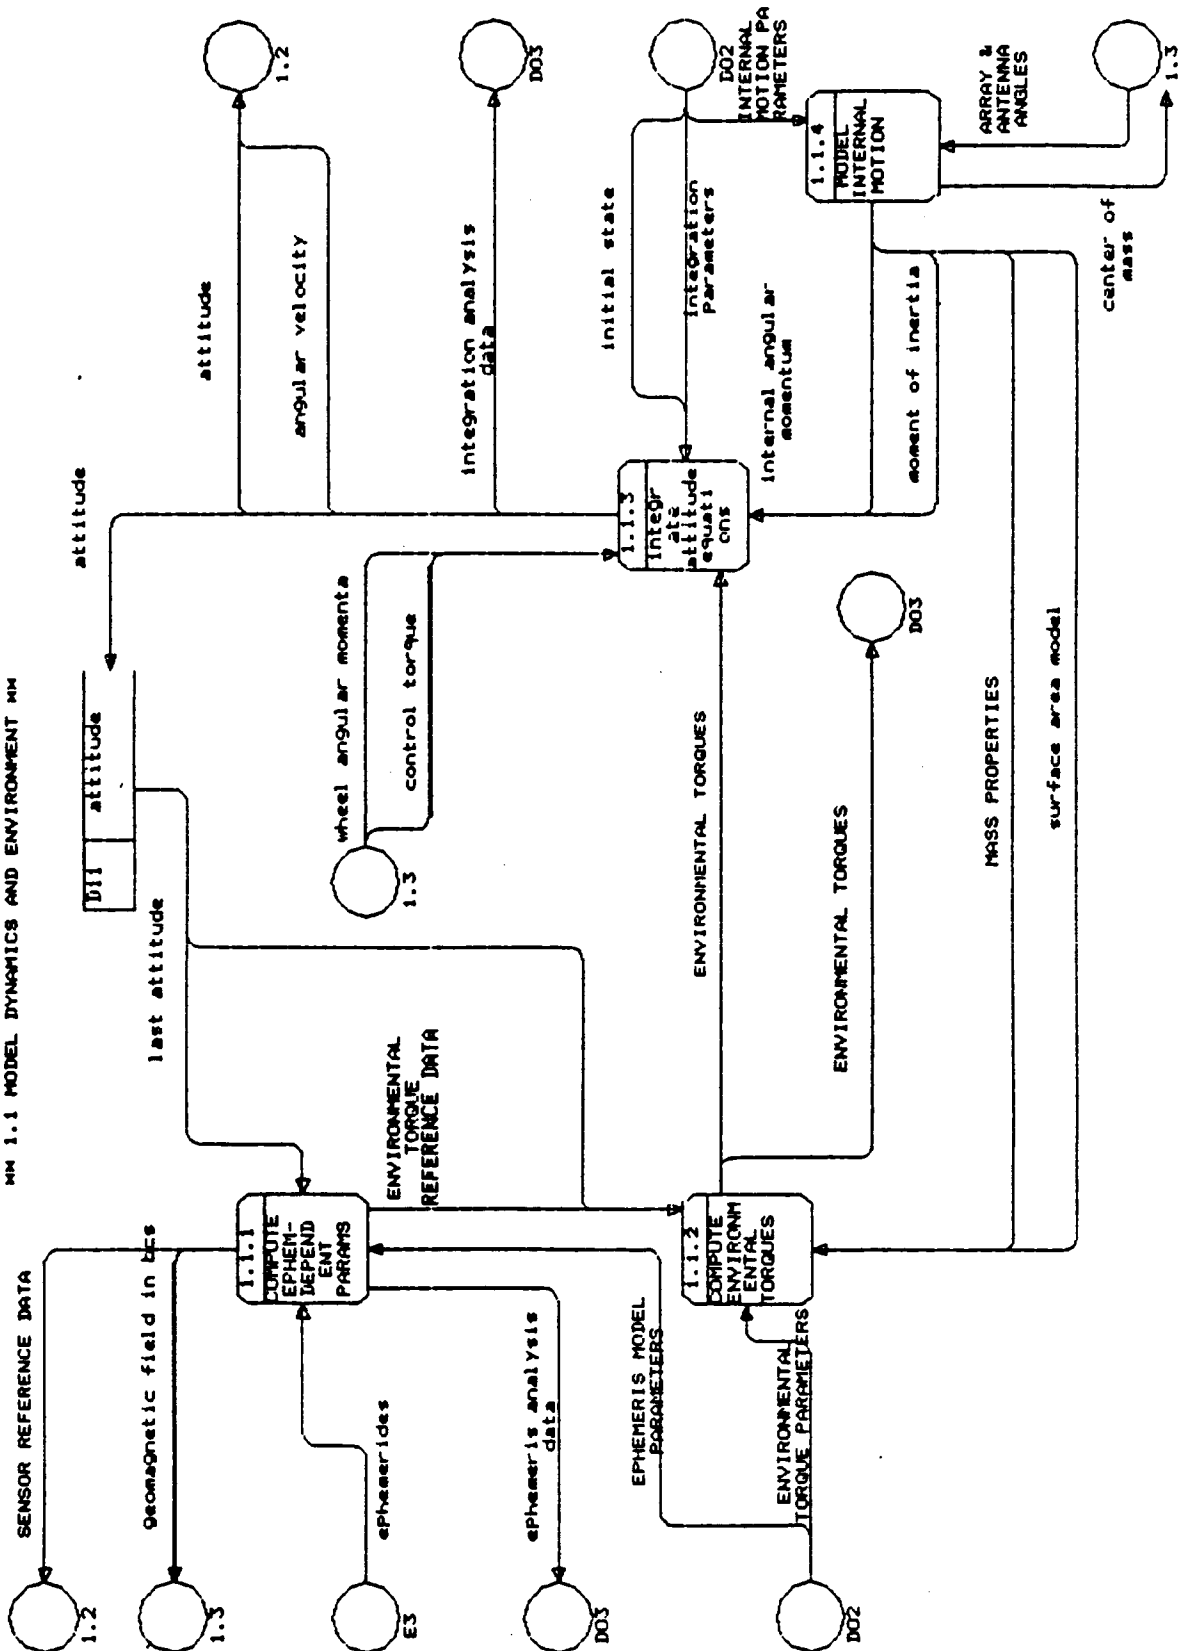 MM 1.1 MODEL DYNAMICS AND ENVIRONMENT MM
1.2
SENSOR REFERENCE DATA
1.3
geomagnetic field in bcs
E3
ephemerides
DO3
ephemeris analysis
data
DO2
EPHEMERIS MODEL
PARAMETERS
ENVIRONMENTAL
TORQUE PARAMETERS
1.1.1
COMPUTE
EPHEM-
DEPEND
ENT
PARAMS
ENVIRONMENTAL
TORQUE
REFERENCE DATA
1.1.2
COMPUTE
ENVIRONM
ENTAL
TORQUES
last attitude
D11
attitude
attitude
1.3
wheel angular momenta
control torque
ENVIRONMENTAL TORQUES
ENVIRONMENTAL TORQUES
DO3
MASS PROPERTIES
surface area model
1.1.3
integr
ate
attitude
equati
ons
attitude
angular velocity
1.2
integration analysis
data
DO3
initial state
integration
Parameters
DO2
INTERNAL
MOTION PA
RAMETERS
internal angular
momentum
moment of inertia
1.1.4
MODEL
INTERNAL
MOTION
ARRAY &
ANTENNA
ANGLES
center of
mass
1.3